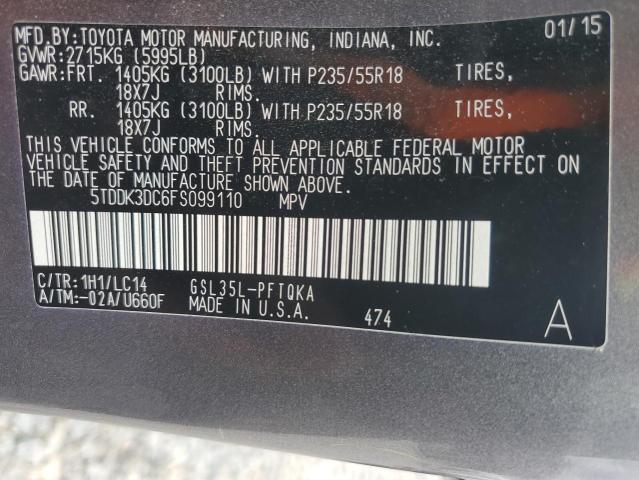 MFD.BY:TOYOTA MOTOR MANUFACTURING, INDIANA, INC. 01/15
GVWR:2715KG (5995LB)
GAWR:FRT. 1405KG (3100LB) WITH P235/55R18 TIRES,
18X7J RIMS.
RR. 1405KG (3100LB) WITH P235/55R18 TIRES,
18X7J RIMS.
THIS VEHICLE CONFORMS TO ALL APPLICABLE FEDERAL MOTOR
VEHICLE SAFETY AND THEFT PREVENTION STANDARDS IN EFFECT ON
THE DATE OF MANUFACTURE SHOWN ABOVE.
5TDDK3DC6FS099110 MPV
C/TR:1H1/LC14 GSL35L-PFTQKA
A/TM:-02A/U660F MADE IN U.S.A. 474 A